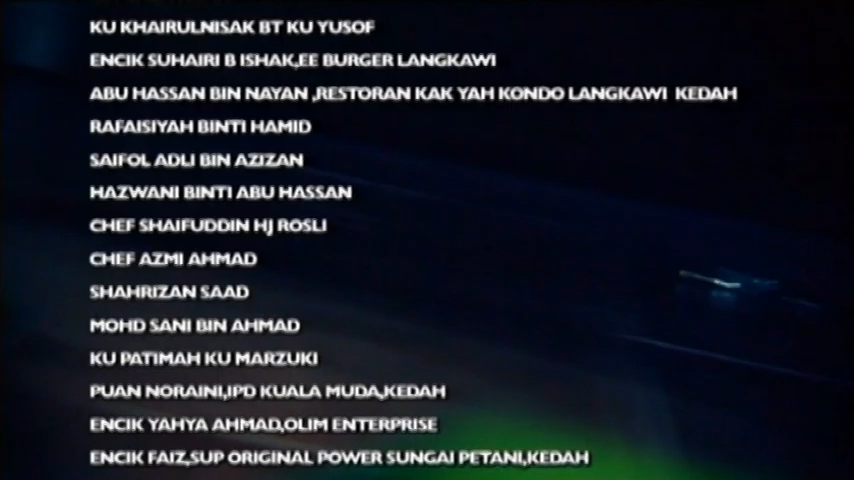 KU KHAIRULNISAK BT KU YUSOF
ENCIK SUHAIRI B ISHAK,EE BURGER LANGKAWI
ABU HASSAN BIN NAYAN ,RESTORAN KAK YAH KONDO LANGKAWI KEDAH
RAFAISIYAH BINTI HAMID
SAIFOL ADLI BIN AZIZAN
HAZWANI BINTI ABU HASSAN
CHEF SHAIFUDDIN HJ ROSLI
CHEF AZMI AHMAD
SHAHRIZAN SAAD
MOHD SANI BIN AHMAD
KU PATIMAH KU MARZUKI
PUAN NORAINI,IPD KUALA MUDA,KEDAH
ENCIK YAHYA AHMAD,OLIM ENTERPRISE
ENCIK FAIZ,SUP ORIGINAL POWER SUNGAI PETANI,KEDAH